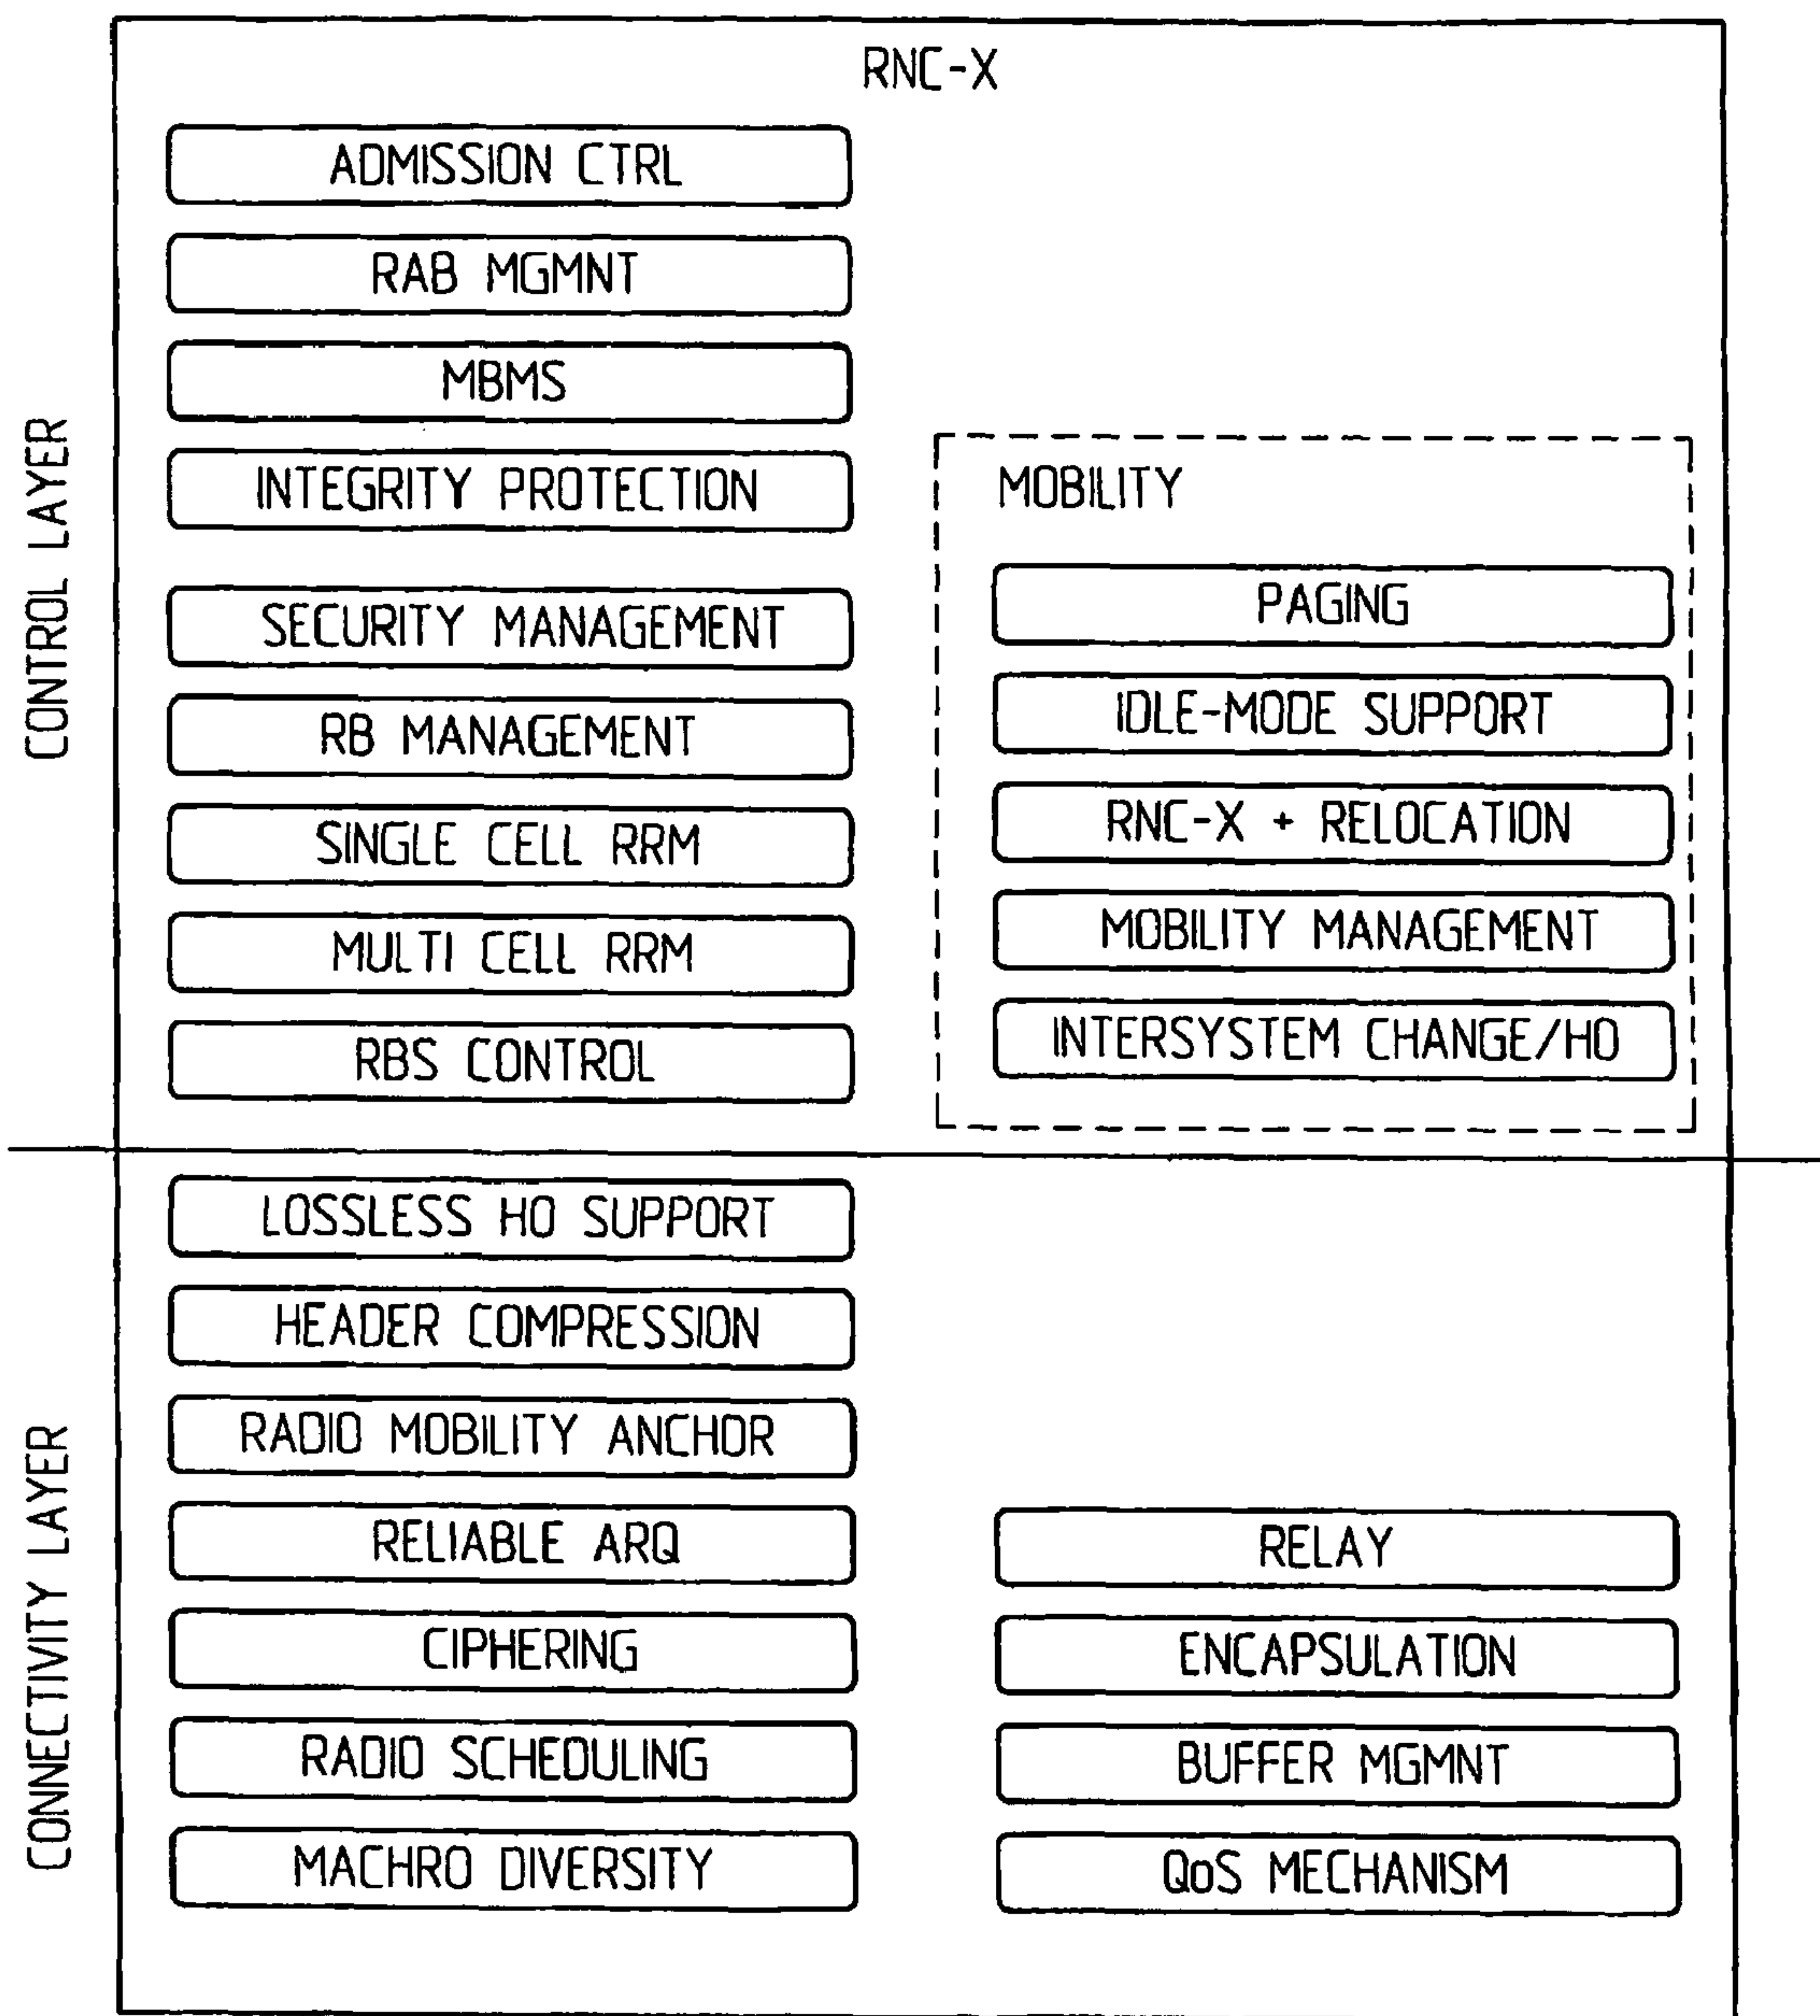 RNC-X
CONTROL LAYER
ADMISSION CTRL
RAB MGMNT
MBMS
INTEGRITY PROTECTION
SECURITY MANAGEMENT
RB MANAGEMENT
SINGLE CELL RRM
MULTI CELL RRM
RBS CONTROL
MOBILITY
PAGING
IDLE-MODE SUPPORT
RNC-X + RELOCATION
MOBILITY MANAGEMENT
INTERSYSTEM CHANGE/HO
CONNECTIVITY LAYER
LOSSLESS HO SUPPORT
HEADER COMPRESSION
RADIO MOBILITY ANCHOR
RELIABLE ARQ
CIPHERING
RADIO SCHEDULING
MACHRO DIVERSITY
RELAY
ENCAPSULATION
BUFFER MGMNT
QoS MECHANISM